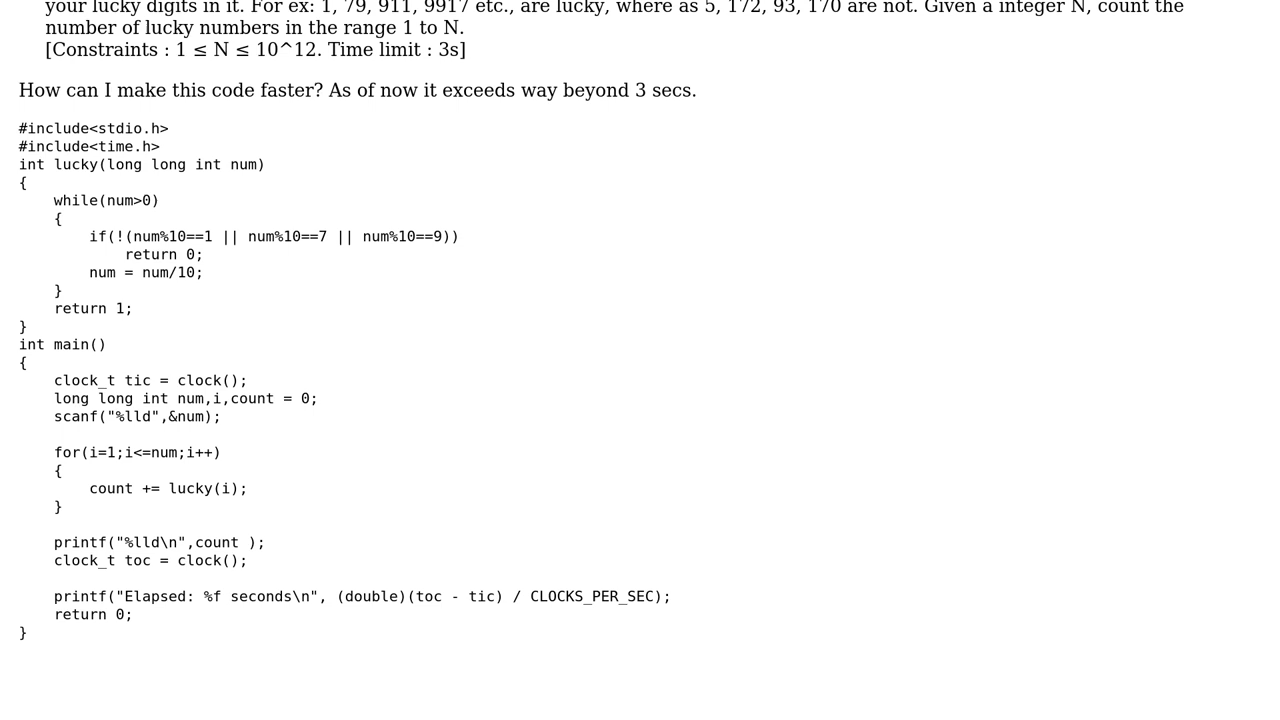 your lucky digits in it. For ex: 1, 79, 911, 9917 etc., are lucky, where as 5, 172, 93, 170 are not. Given a integer N, count the
number of lucky numbers in the range 1 to N.
[Constraints : 1 ≤ N ≤ 10^12. Time limit : 3s]
How can I make this code faster? As of now it exceeds way beyond 3 secs.
#include<stdio.h>
#include<time.h>
int lucky(long long int num)
{
    while(num>0)
    {
        if(!(num%10==1 || num%10==7 || num%10==9))
            return 0;
        num = num/10;
    }
    return 1;
}
int main()
{
    clock_t tic = clock();
    long long int num,i,count = 0;
    scanf("%lld",&num);
    for(i=1;i<=num;i++)
    {
        count += lucky(i);
    }
    printf("%lld\n",count );
    clock_t toc = clock();
    printf("Elapsed: %f seconds\n", (double)(toc - tic) / CLOCKS_PER_SEC);
    return 0;
}